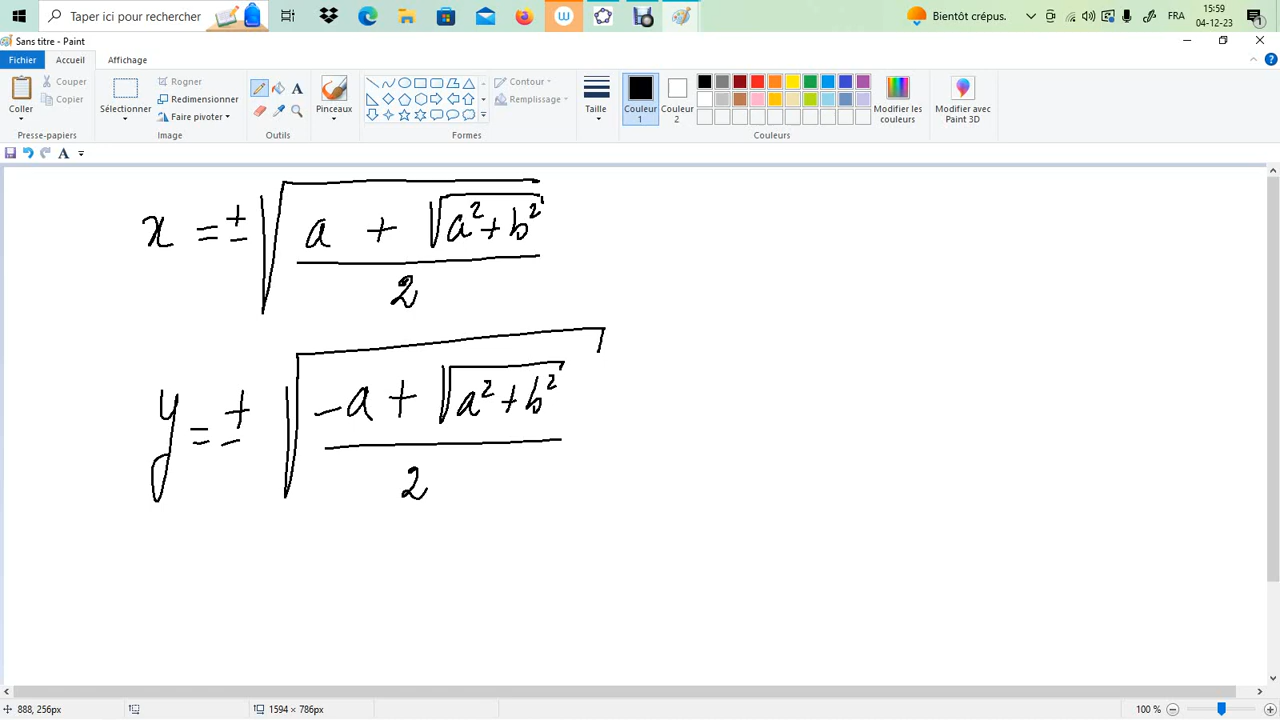 Taper pour rechercher
Bientôt crépus.
FRA
15:59
04-12-23
1
Sans titre - Paint
Fichier Accueil Affichage
Coller
Couper
Copier
Presse-papiers
Sélectionner
Rogner
Redimensionner
Faire pivoter
Image
Outils
Pinceaux
Contour
Remplissage
Formes
Taille
Couleur 1
Couleur 2
Modifier les couleurs
Couleurs
Modifier avec Paint 3D
x = ± √((a + √(a² + b²))/2)
y = ± √((-a + √(a² + b²))/2)
888, 256px
1594 × 786px
100 %